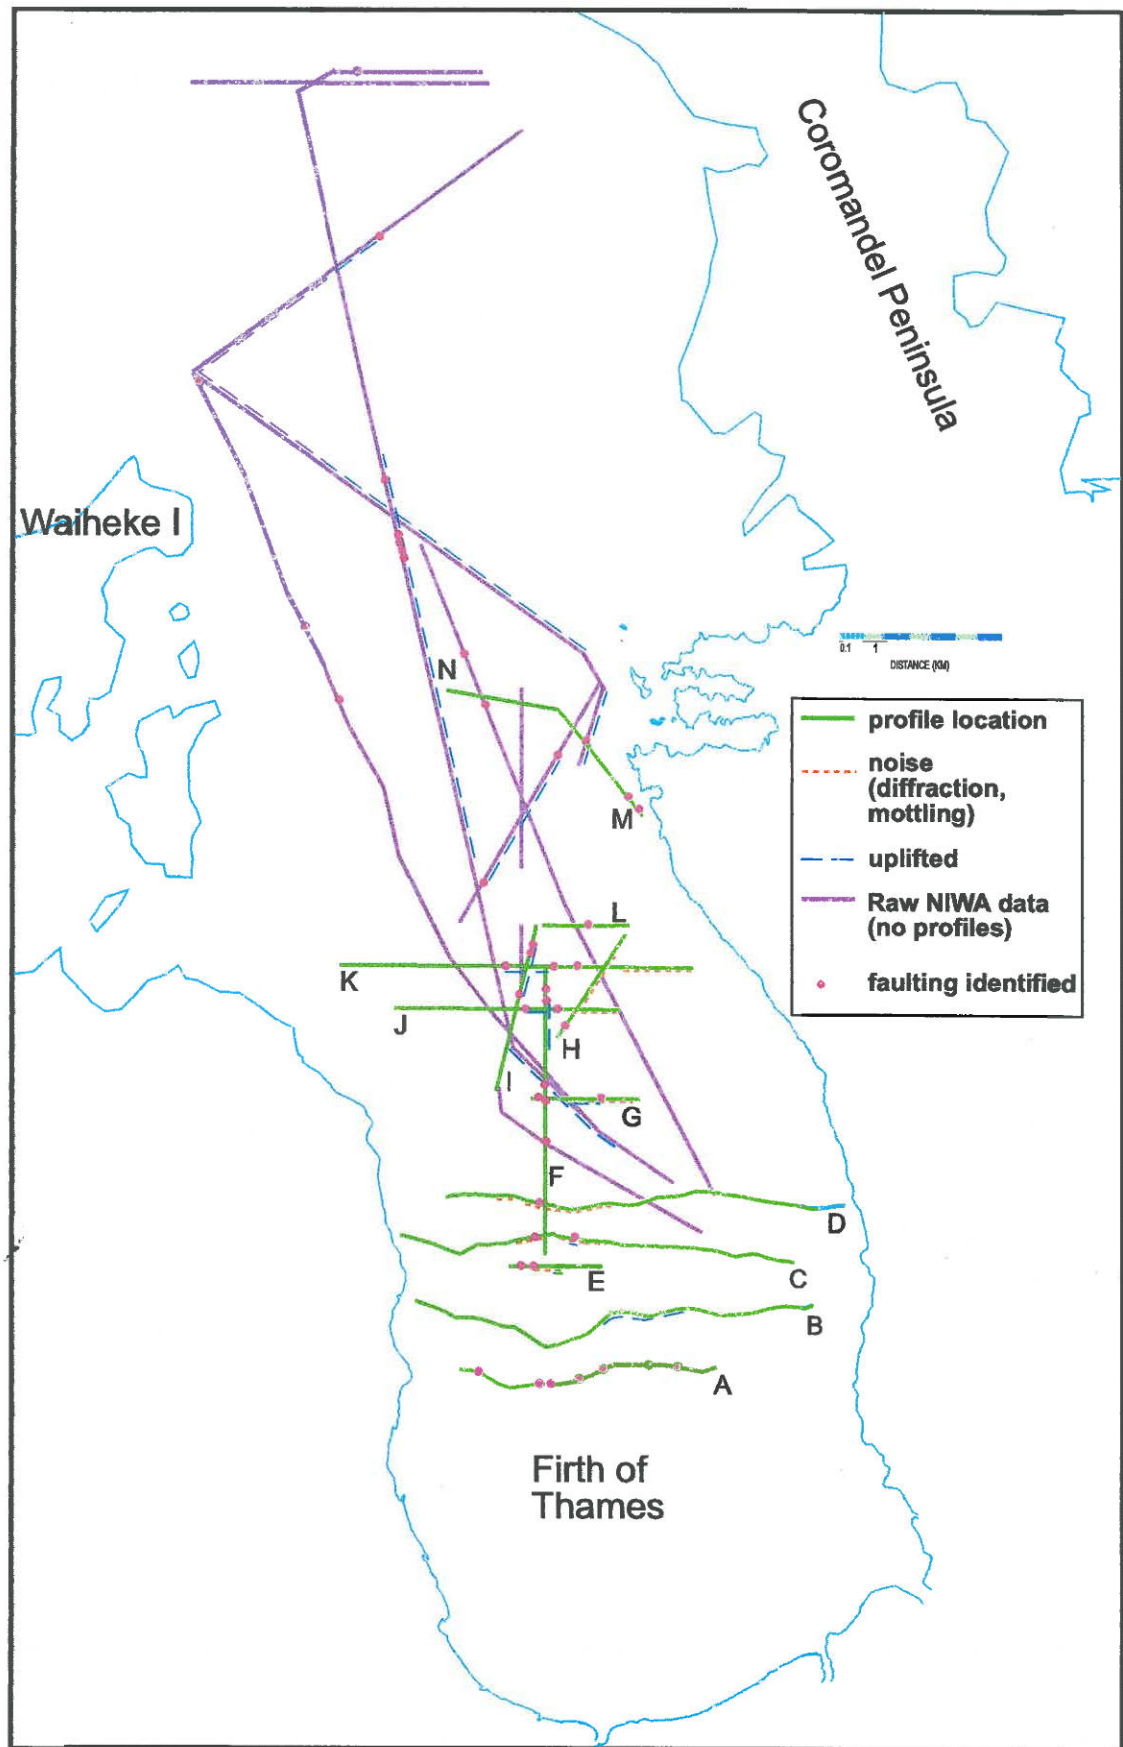 Coromandel Peninsula
Waiheke I
0.1 1
DISTANCE (KM)
N
profile location
noise
(diffraction,
mottling)
M
uplifted
L
Raw NIWA data
(no profiles)
K
faulting identified
J
H
I
G
F
D
E
C
B
A
Firth of
Thames